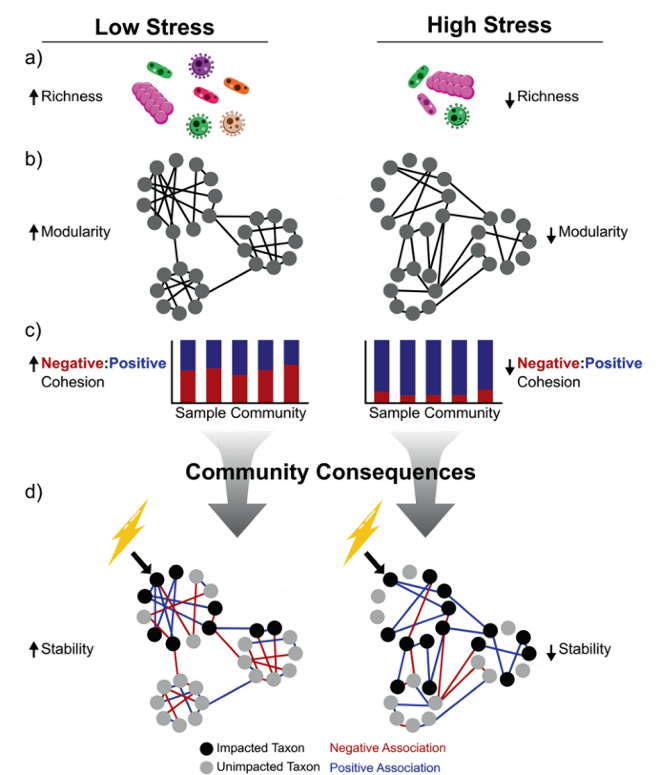 Low Stress
High Stress
a)
Richness
Richness
b)
Modularity
Modularity
c)
Negative:Positive
Cohesion
Negative:Positive
Cohesion
Sample Community
Sample Community
Community Consequences
d)
Stability
Stability
Impacted Taxon
Negative Association
Unimpacted Taxon
Positive Association